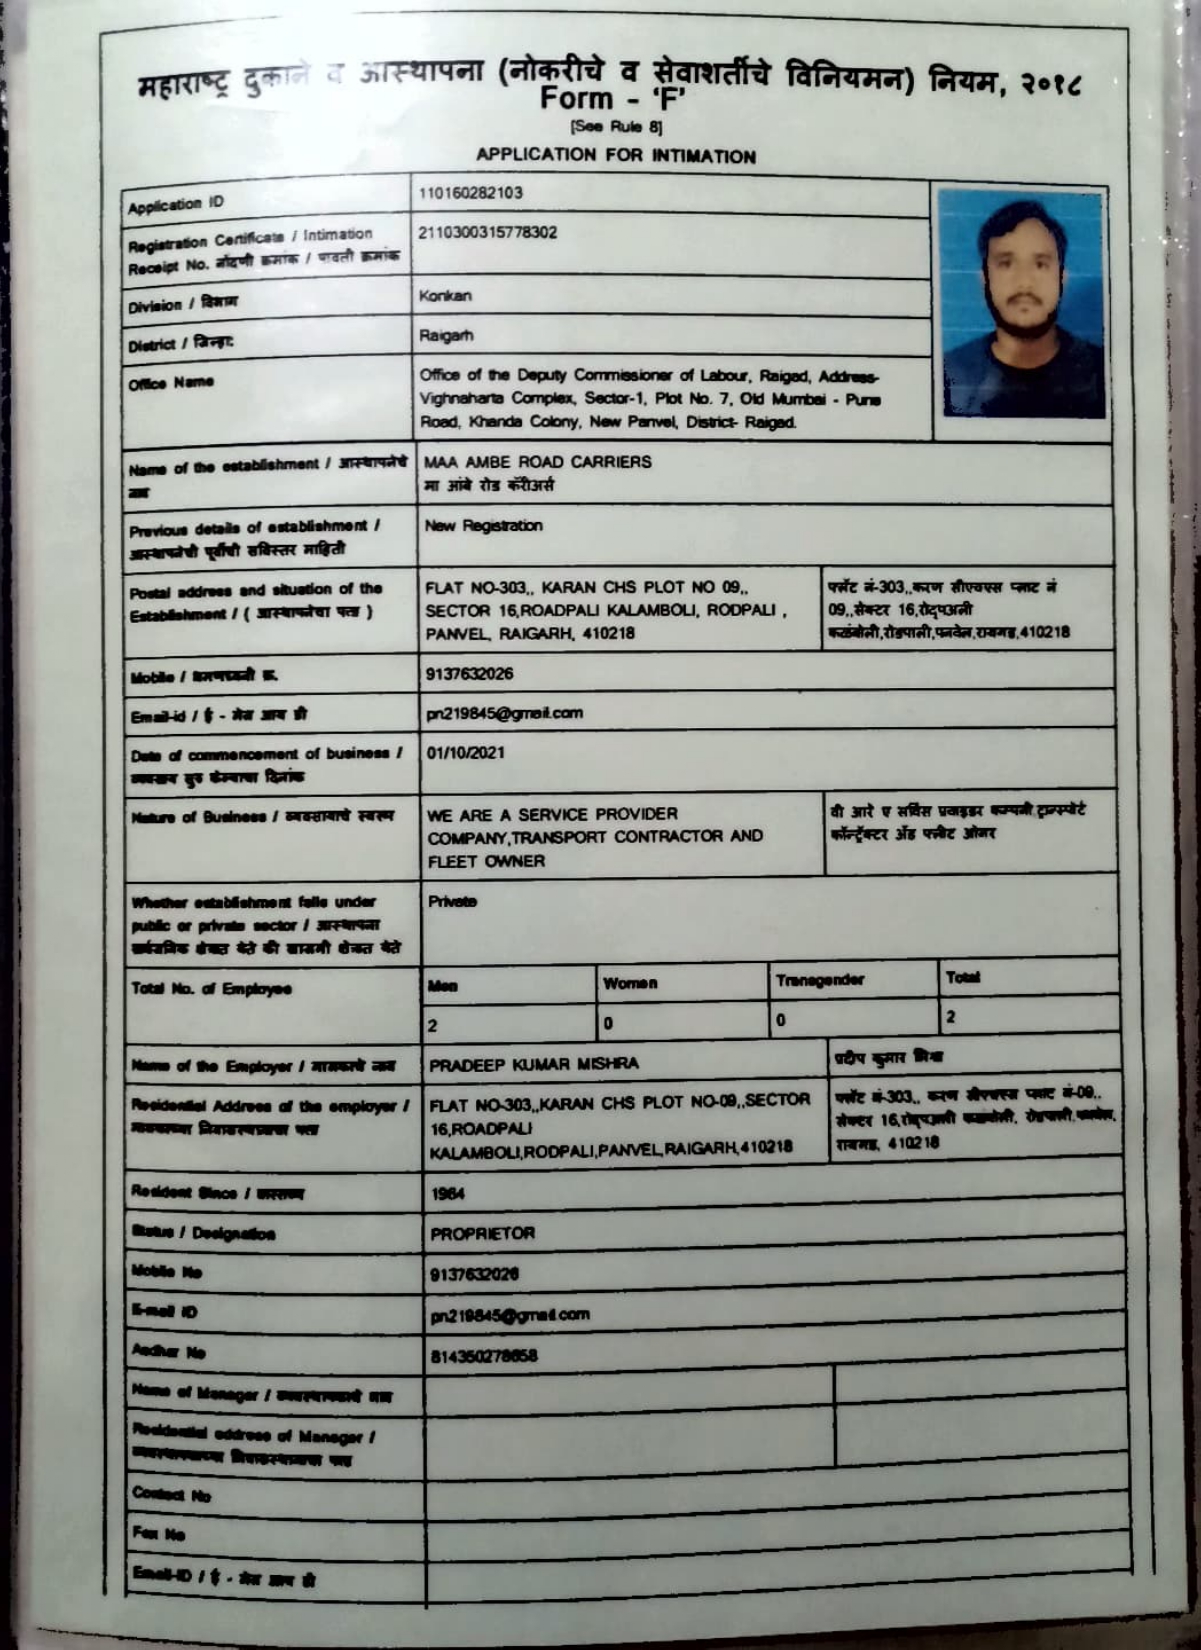 महाराष्ट्र दुकाने व आस्थापना (नोकरीचे व सेवाशर्तीचे विनियमन) नियम, २०१८
Form - 'F'
[See Rule 8]
APPLICATION FOR INTIMATION
Application ID
110160282103
Registration Certificate / Intimation
Receipt No. नोंदणी क्रमांक / पावती क्रमांक
2110300315778302
Division / विभाग
Konkan
District / जिल्हा
Raigarh
Office Name
Office of the Deputy Commissioner of Labour, Raigad, Address-
Vighnaharta Complex, Sector-1, Plot No. 7, Old Mumbai - Pune
Road, Khanda Colony, New Panvel, District- Raigad.
Name of the establishment / आस्थापनेचे
नाव
MAA AMBE ROAD CARRIERS
मा आंबे रोड कॅरीअर्स
Previous details of establishment /
आस्थापनेची पूर्वीची सविस्तर माहिती
New Registration
Postal address and situation of the
Establishment / ( आस्थापनेचा पत्ता )
FLAT NO-303,, KARAN CHS PLOT NO 09,,
SECTOR 16,ROADPALI KALAMBOLI, RODPALI ,
PANVEL, RAIGARH, 410218
फ्लॅट नं-303,,करण सीएचएस प्लाट नं
09,,सेक्टर 16,रोद्पअली
कळंबोली,रोडपाली,पनवेल,रायगड,410218
Mobile / भ्रमणध्वनी क्र.
9137632026
Email-id / ई - मेल आय डी
pn219845@gmail.com
Date of commencement of business /
व्यवसाय सुरु केल्याचा दिनांक
01/10/2021
Nature of Business / व्यवसायाचे स्वरूप
WE ARE A SERVICE PROVIDER
COMPANY,TRANSPORT CONTRACTOR AND
FLEET OWNER
वी आरे ए सर्विस प्रवाइडर कम्पनी,ट्रान्स्पोर्ट
कॉन्ट्रॅक्टर अँड फ्लीट ओनर
Whether establishment falls under
public or private sector / आस्थापना
सार्वजनिक क्षेत्रात येते की खाजगी क्षेत्रात येते
Private
Total No. of Employee
Men
Women
Transgender
Total
2
0
0
2
Name of the Employer / मालकाचे नाव
PRADEEP KUMAR MISHRA
प्रदीप कुमार मिश्रा
Residential Address of the employer /
मालकाच्या निवासस्थानाचा पत्ता
FLAT NO-303,,KARAN CHS PLOT NO-09,,SECTOR
16,ROADPALI
KALAMBOLI,RODPALI,PANVEL,RAIGARH,410218
फ्लॅट नं-303,, करण सीएचएस प्लाट नं-09,,
सेक्टर 16,रोद्पअली कळंबोली, रोडपाली,पनवेल,
रायगड, 410218
Resident Since / वास्तव्य
1984
Status / Designation
PROPRIETOR
Mobile No
9137632026
E-mail ID
pn219845@gmail.com
Aadhar No
814350278658
Name of Manager / व्यवस्थापकाचे नाव
Residential address of Manager /
व्यवस्थापकाच्या निवासस्थानाचा पत्ता
Contact No
Fax No
Email-ID / ई - मेल आय डी